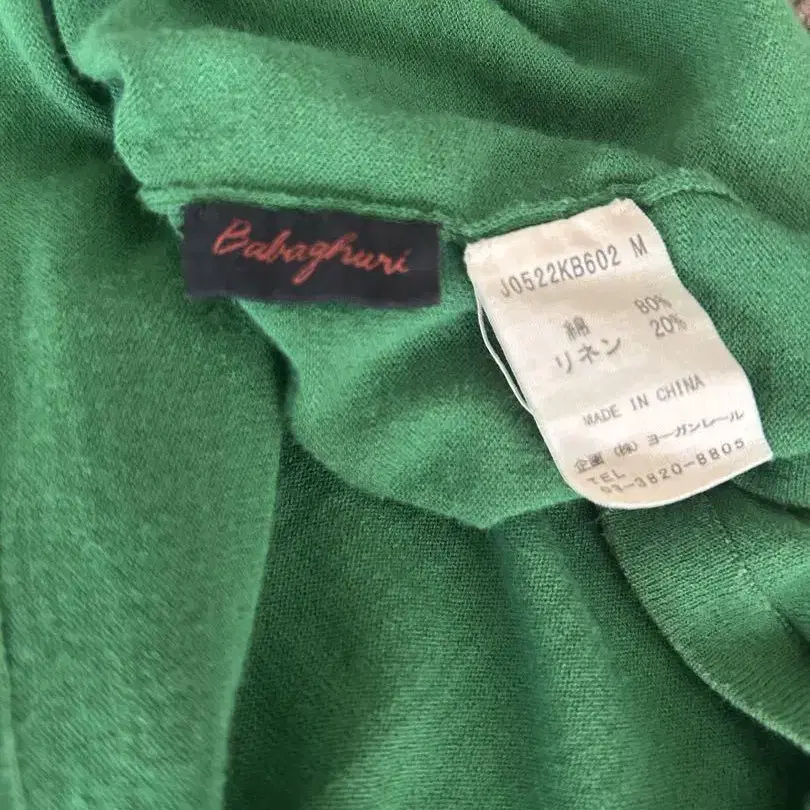 Babaghuri
J0522KB602 M
綿 80%
リネン 20%
MADE IN CHINA
企画 (株) ヨーガンレール
TEL
03-3820-8805